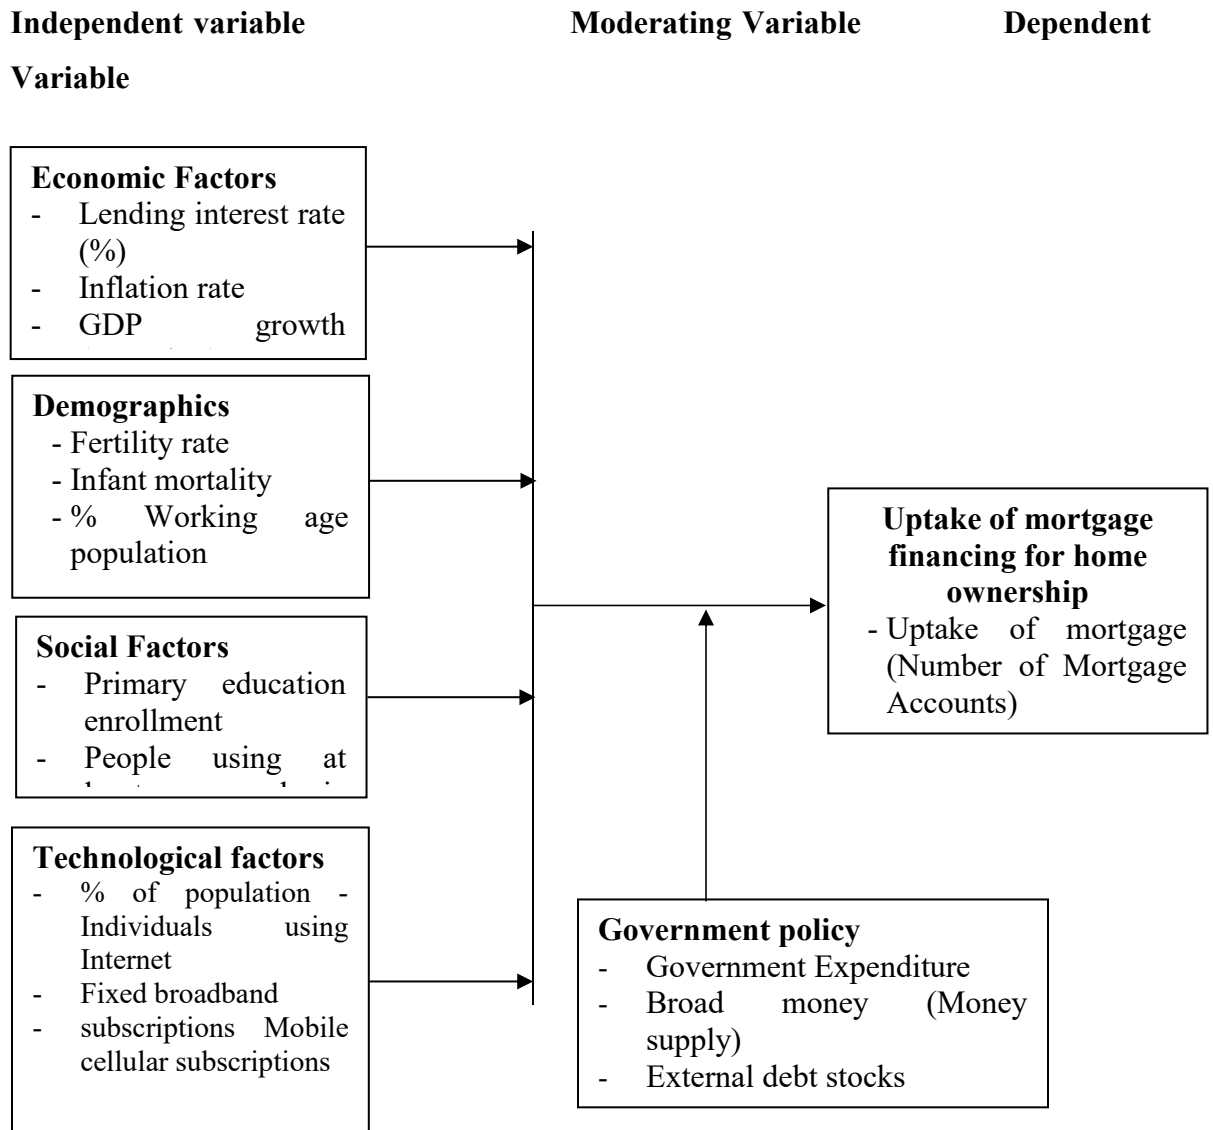 Independent variable Moderating Variable Dependent
Variable
Economic Factors
- Lending interest rate
(%)
- Inflation rate
- GDP growth
Demographics
- Fertility rate
- Infant mortality
- % Working age
population
Social Factors
- Primary education
enrollment
- People using at
Technological factors
- % of population -
Individuals using
Internet
- Fixed broadband
- subscriptions Mobile
cellular subscriptions
Uptake of mortgage
financing for home
ownership
- Uptake of mortgage
(Number of Mortgage
Accounts)
Government policy
- Government Expenditure
- Broad money (Money
supply)
- External debt stocks